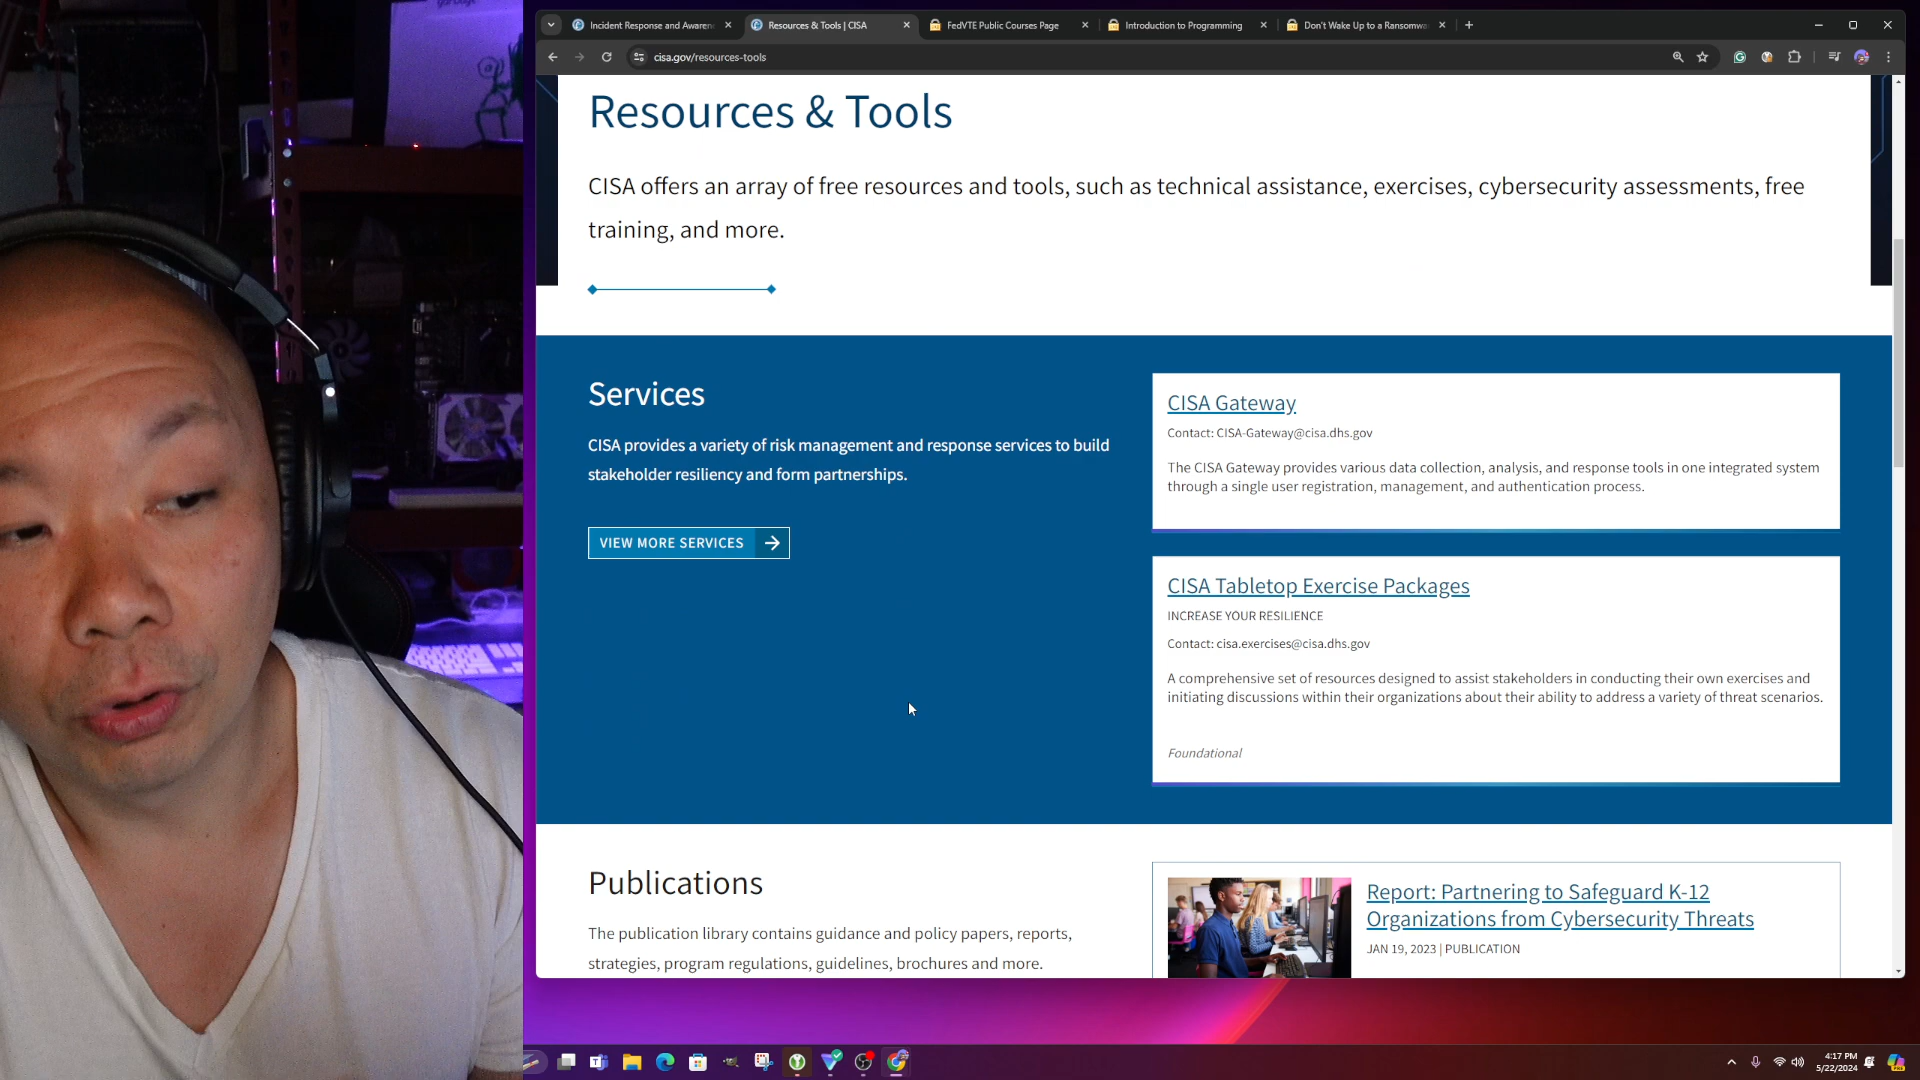 Incident Response and Awaren
Resources & Tools | CISA
FedVTE Public Courses Page
Introduction to Programming
Don't Wake Up to a Ransomwa
cisa.gov/resources-tools
Resources & Tools
CISA offers an array of free resources and tools, such as technical assistance, exercises, cybersecurity assessments, free
training, and more.
Services
CISA provides a variety of risk management and response services to build
stakeholder resiliency and form partnerships.
VIEW MORE SERVICES
CISA Gateway
Contact: CISA-Gateway@cisa.dhs.gov
The CISA Gateway provides various data collection, analysis, and response tools in one integrated system
through a single user registration, management, and authentication process.
CISA Tabletop Exercise Packages
INCREASE YOUR RESILIENCE
Contact: cisa.exercises@cisa.dhs.gov
A comprehensive set of resources designed to assist stakeholders in conducting their own exercises and
initiating discussions within their organizations about their ability to address a variety of threat scenarios.
Foundational
Publications
The publication library contains guidance and policy papers, reports,
strategies, program regulations, guidelines, brochures and more.
Report: Partnering to Safeguard K-12
Organizations from Cybersecurity Threats
JAN 19, 2023 | PUBLICATION
4:17 PM
5/22/2024